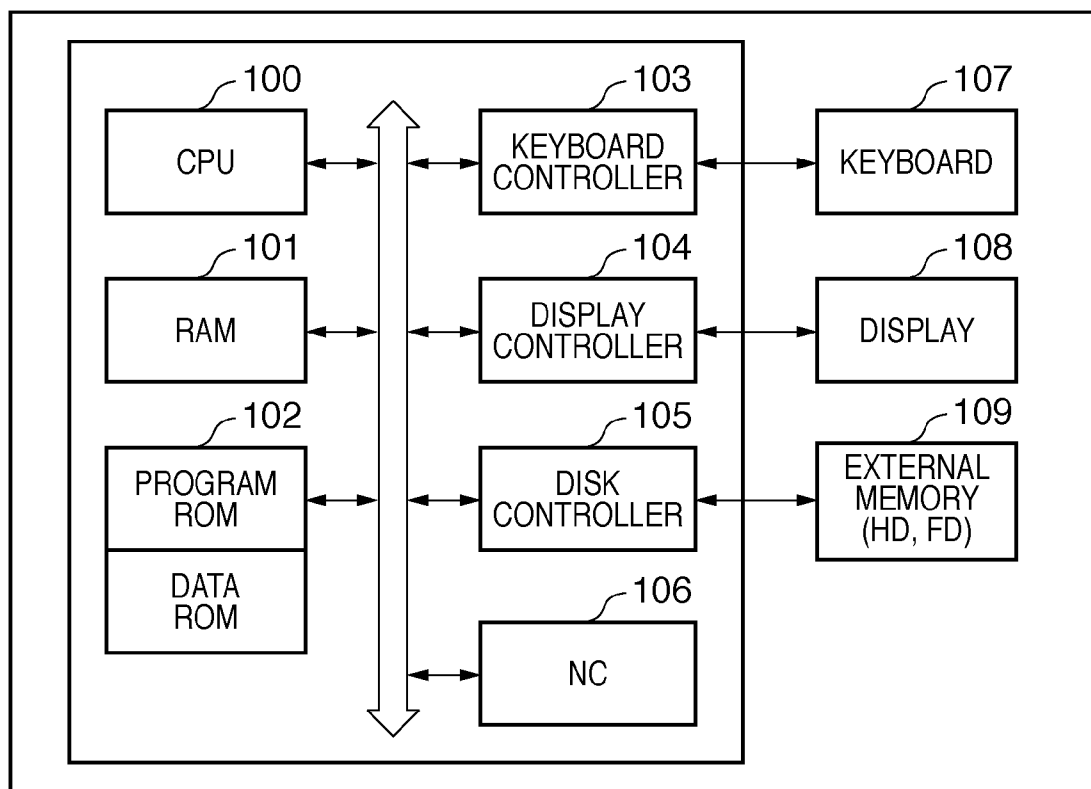 100
CPU
103
KEYBOARD
CONTROLLER
107
KEYBOARD
101
RAM
104
DISPLAY
CONTROLLER
108
DISPLAY
102
PROGRAM
ROM
DATA
ROM
105
DISK
CONTROLLER
109
EXTERNAL
MEMORY
(HD, FD)
106
NC